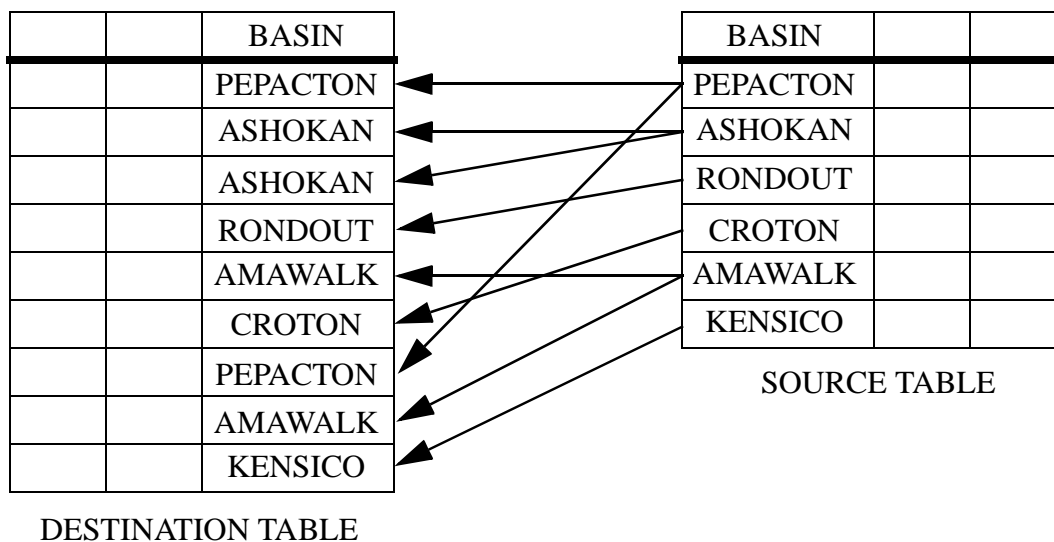 BASIN
PEPACTON
ASHOKAN
ASHOKAN
RONDOUT
AMAWALK
CROTON
PEPACTON
AMAWALK
KENSICO
DESTINATION TABLE
BASIN
PEPACTON
ASHOKAN
RONDOUT
CROTON
AMAWALK
KENSICO
SOURCE TABLE